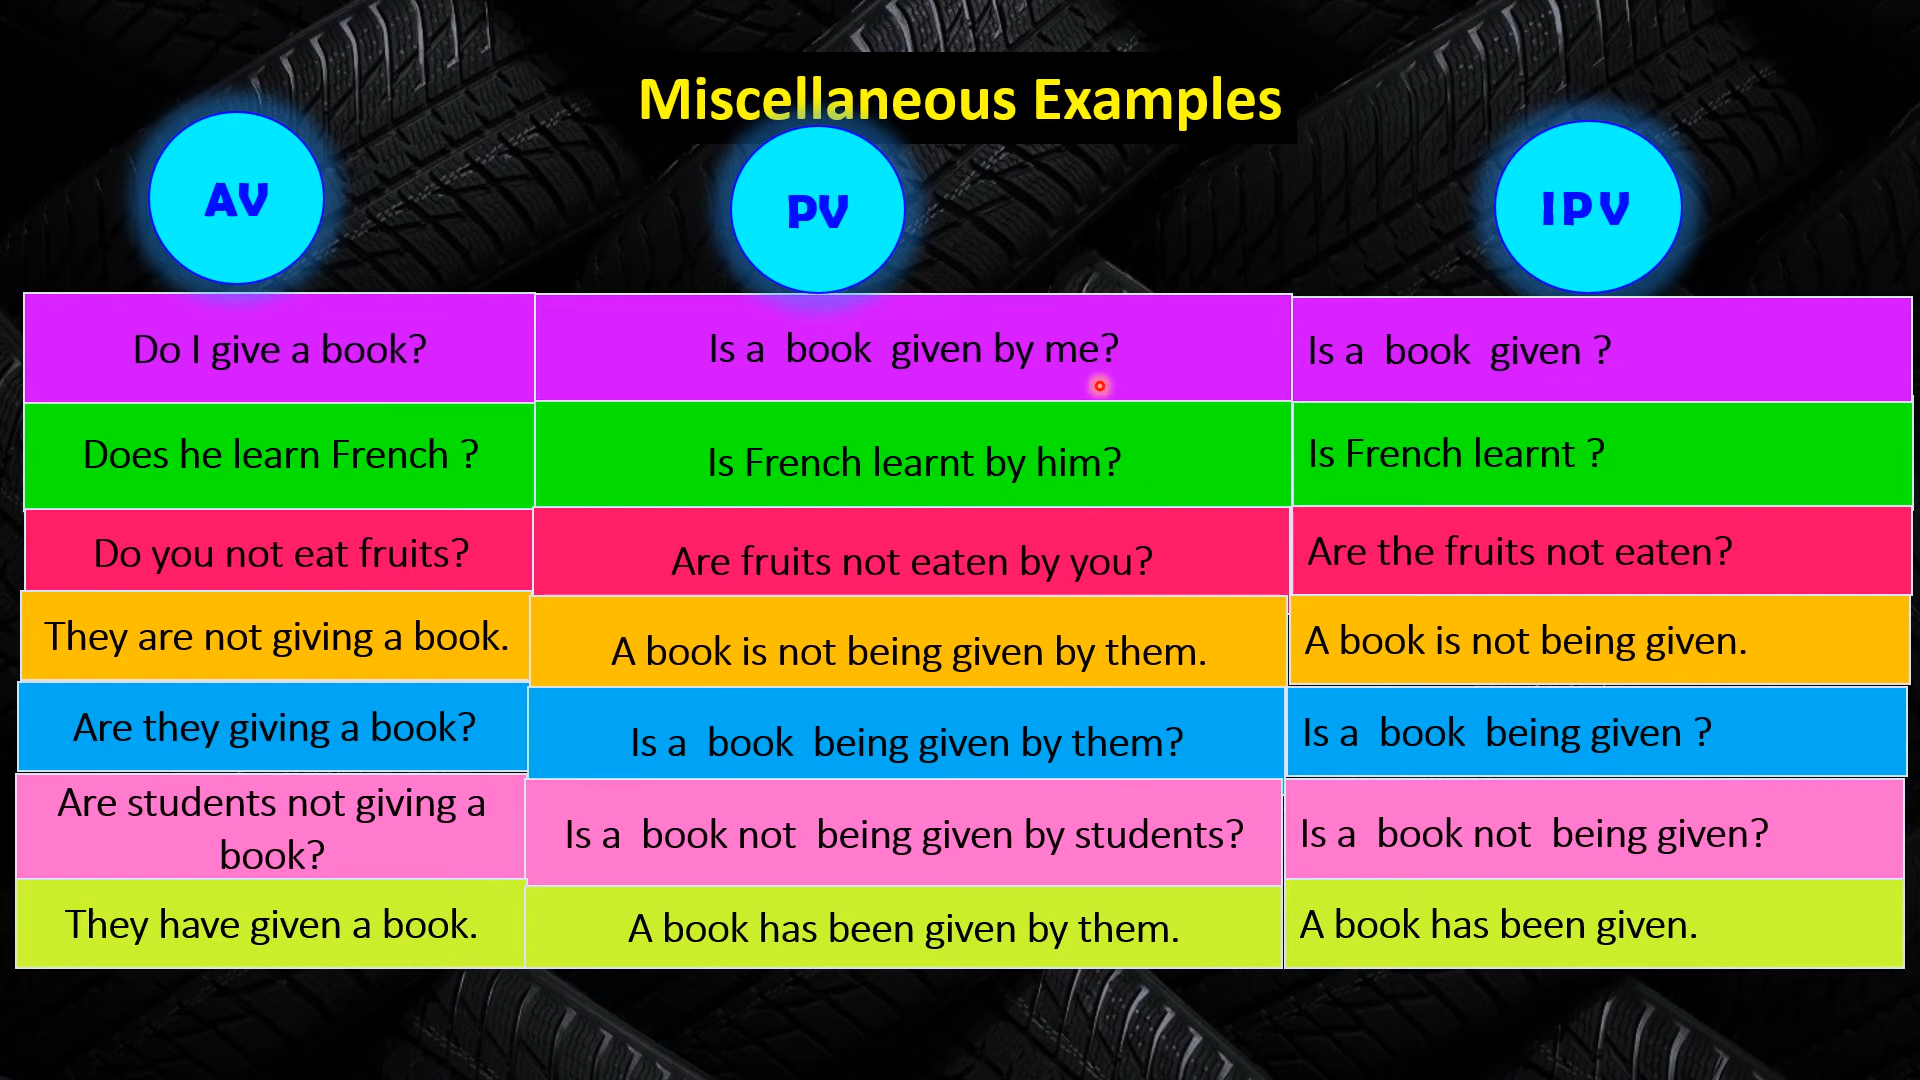 Miscellaneous Examples
AV
PV
IPV
Do I give a book?
Is a book given by me?
Is a book given ?
Does he learn French ?
Is French learnt by him?
Is French learnt ?
Do you not eat fruits?
Are fruits not eaten by you?
Are the fruits not eaten?
They are not giving a book.
A book is not being given by them.
A book is not being given.
Are they giving a book?
Is a book being given by them?
Is a book being given ?
Are students not giving a
book?
Is a book not being given by students?
Is a book not being given?
They have given a book.
A book has been given by them.
A book has been given.